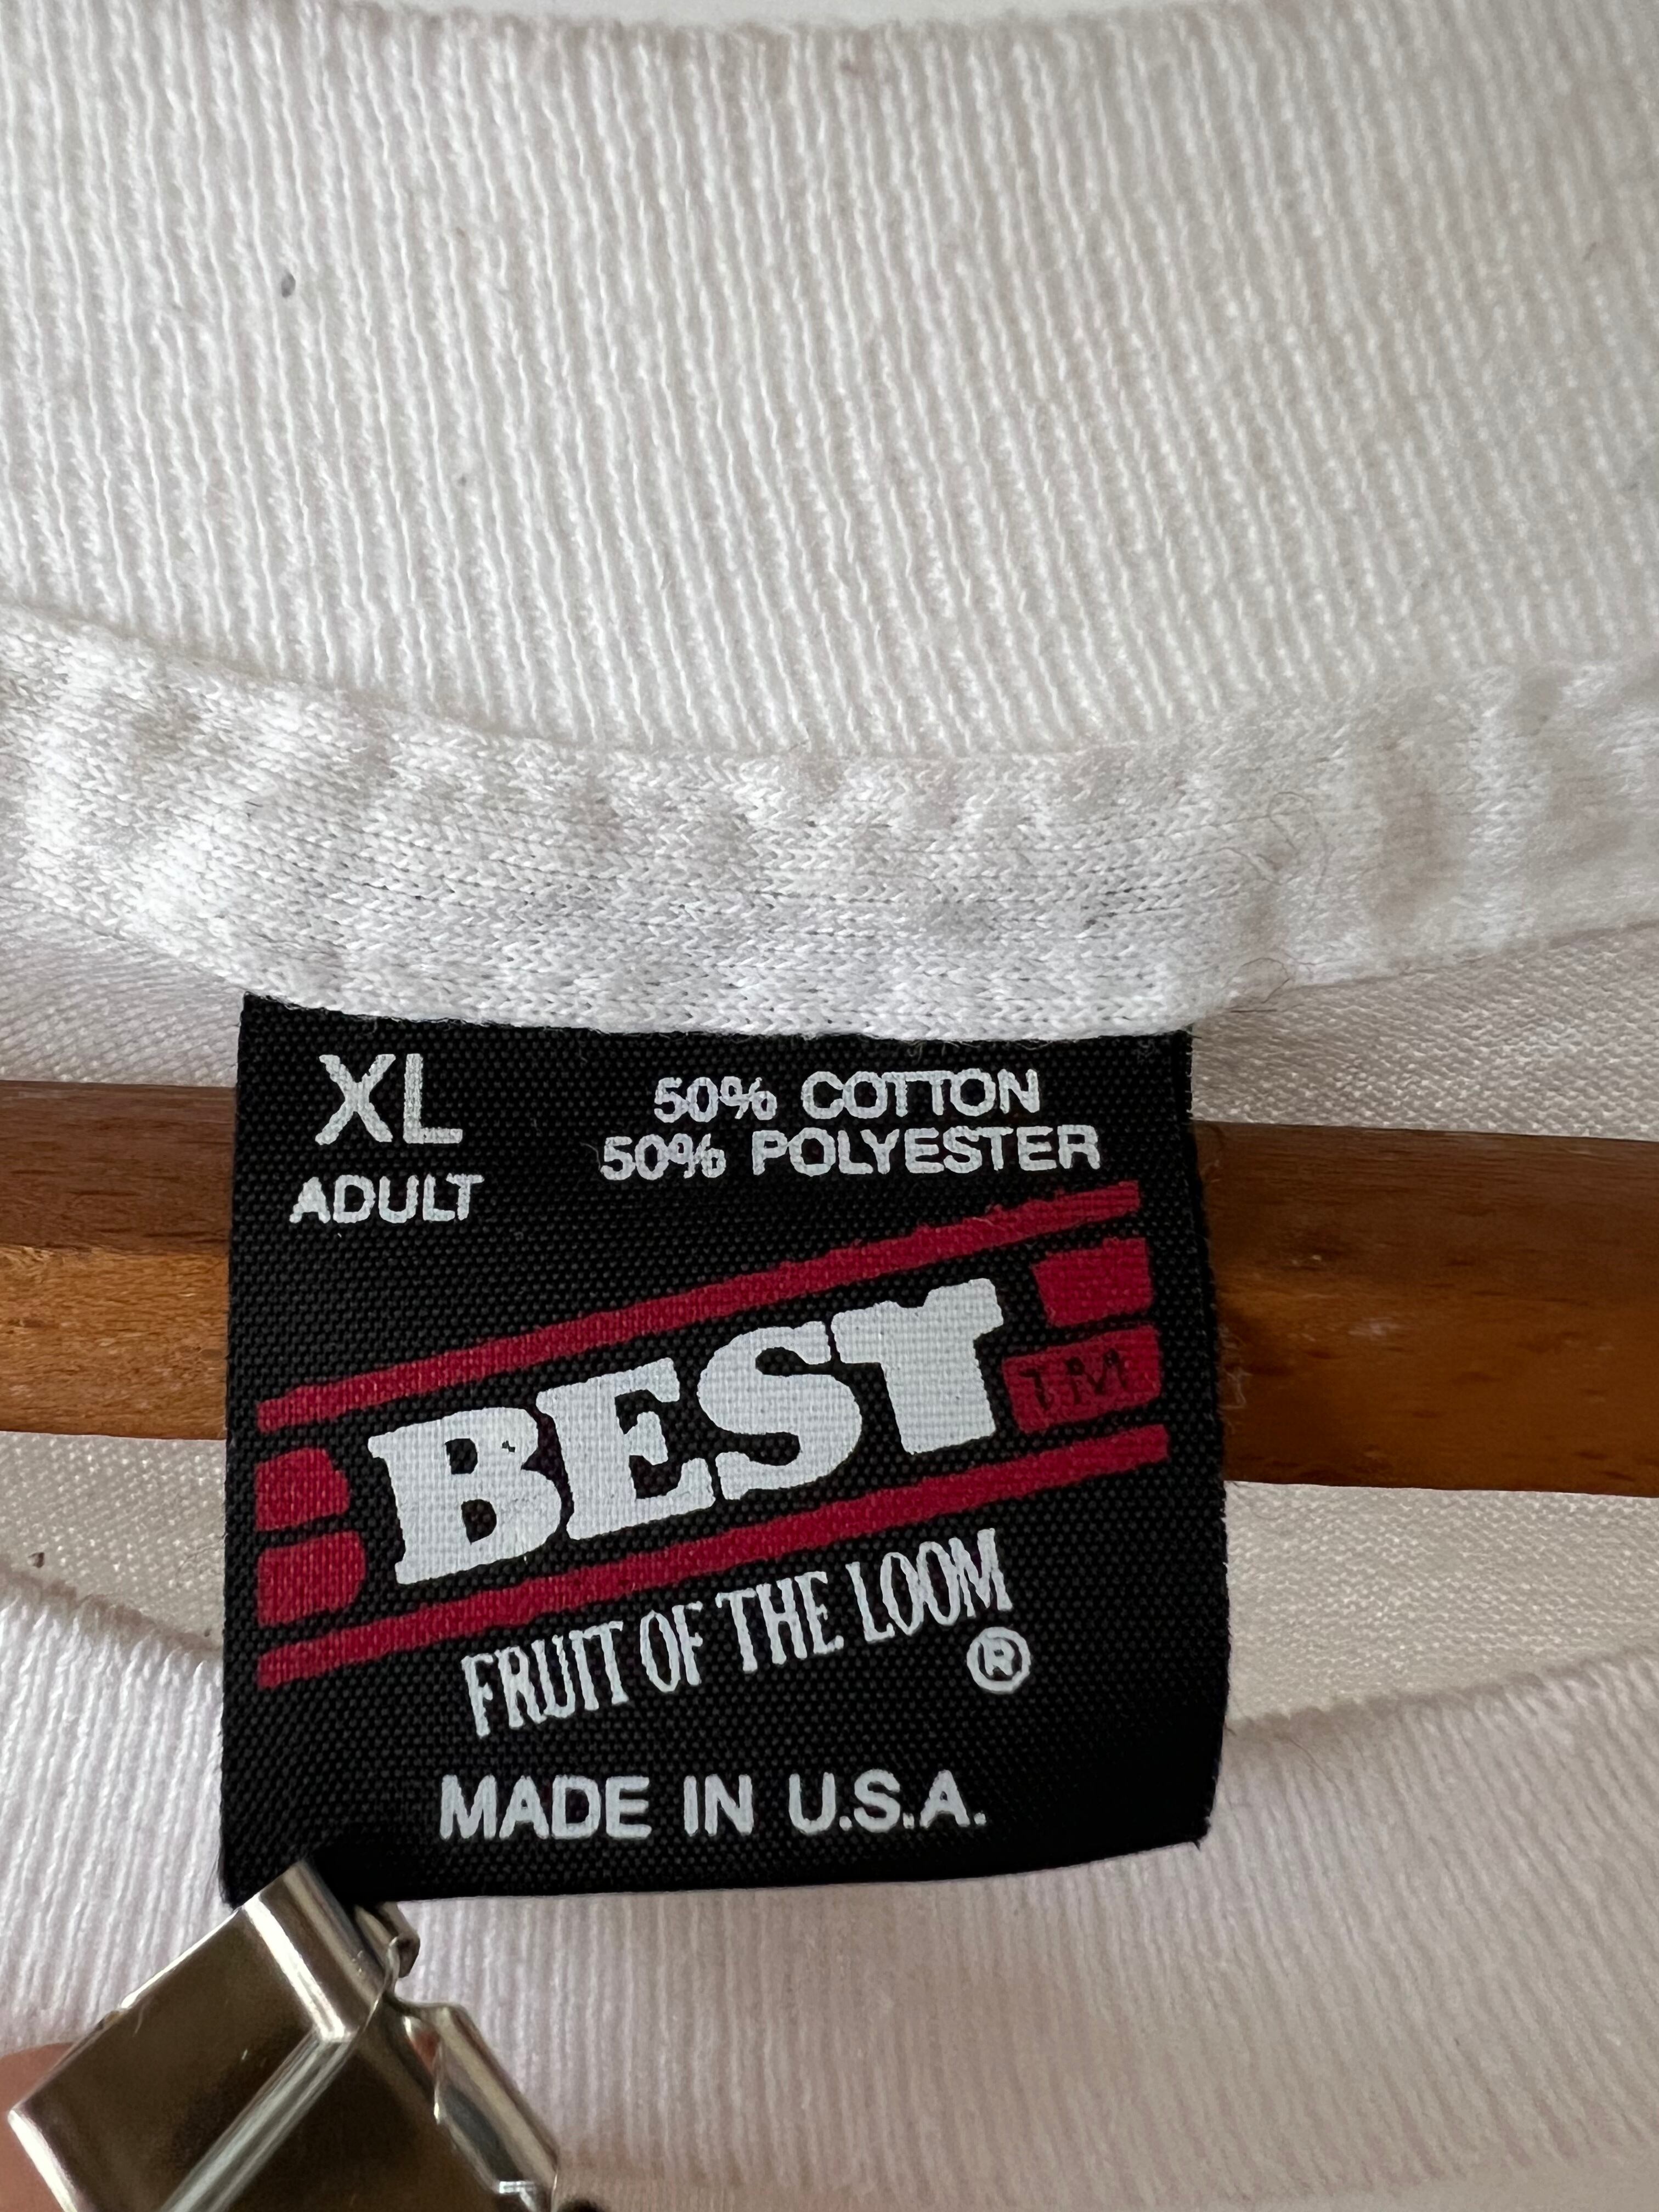 XL
ADULT
50% COTTON
50% POLYESTER
BEST
TM
FRUIT OF THE LOOM
®
MADE IN U.S.A.